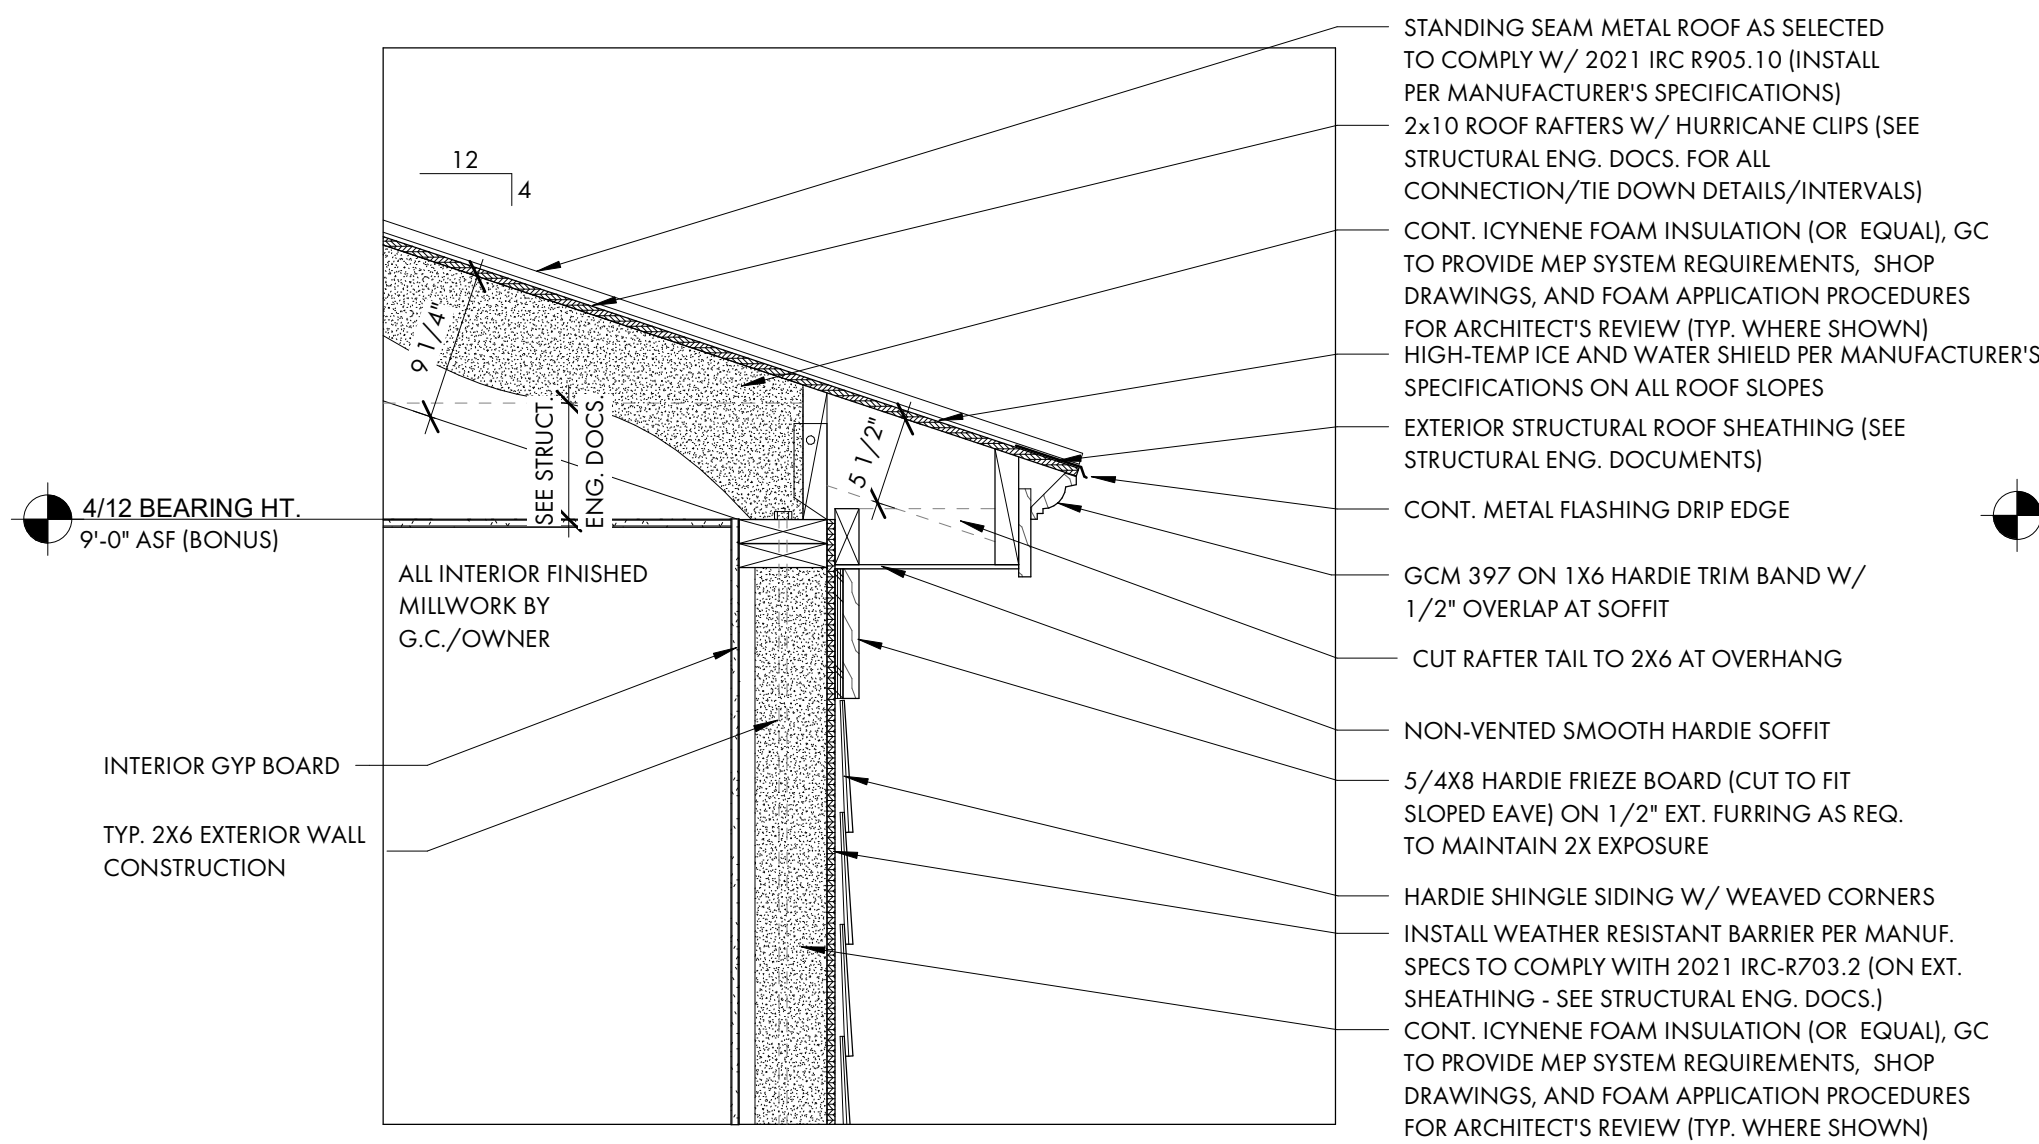 STANDING SEAM METAL ROOF AS SELECTED
TO COMPLY W/ 2021 IRC R905.10 (INSTALL
PER MANUFACTURER'S SPECIFICATIONS)
2x10 ROOF RAFTERS W/ HURRICANE CLIPS (SEE
STRUCTURAL ENG. DOCS. FOR ALL
CONNECTION/TIE DOWN DETAILS/INTERVALS)
CONT. ICYNENE FOAM INSULATION (OR EQUAL), GC
TO PROVIDE MEP SYSTEM REQUIREMENTS, SHOP
DRAWINGS, AND FOAM APPLICATION PROCEDURES
FOR ARCHITECT'S REVIEW (TYP. WHERE SHOWN)
HIGH-TEMP ICE AND WATER SHIELD PER MANUFACTURER'S
SPECIFICATIONS ON ALL ROOF SLOPES
EXTERIOR STRUCTURAL ROOF SHEATHING (SEE
STRUCTURAL ENG. DOCUMENTS)
CONT. METAL FLASHING DRIP EDGE
GCM 397 ON 1X6 HARDIE TRIM BAND W/
1/2" OVERLAP AT SOFFIT
CUT RAFTER TAIL TO 2X6 AT OVERHANG
NON-VENTED SMOOTH HARDIE SOFFIT
5/4X8 HARDIE FRIEZE BOARD (CUT TO FIT
SLOPED EAVE) ON 1/2" EXT. FURRING AS REQ.
TO MAINTAIN 2X EXPOSURE
HARDIE SHINGLE SIDING W/ WEAVED CORNERS
INSTALL WEATHER RESISTANT BARRIER PER MANUF.
SPECS TO COMPLY WITH 2021 IRC-R703.2 (ON EXT.
SHEATHING - SEE STRUCTURAL ENG. DOCS.)
CONT. ICYNENE FOAM INSULATION (OR EQUAL), GC
TO PROVIDE MEP SYSTEM REQUIREMENTS, SHOP
DRAWINGS, AND FOAM APPLICATION PROCEDURES
FOR ARCHITECT'S REVIEW (TYP. WHERE SHOWN)
12
4
9 1/4"
SEE STRUCT.
ENG. DOCS.
5 1/2"
4/12 BEARING HT.
9'-0" ASF (BONUS)
ALL INTERIOR FINISHED
MILLWORK BY
G.C./OWNER
INTERIOR GYP BOARD
TYP. 2X6 EXTERIOR WALL
CONSTRUCTION